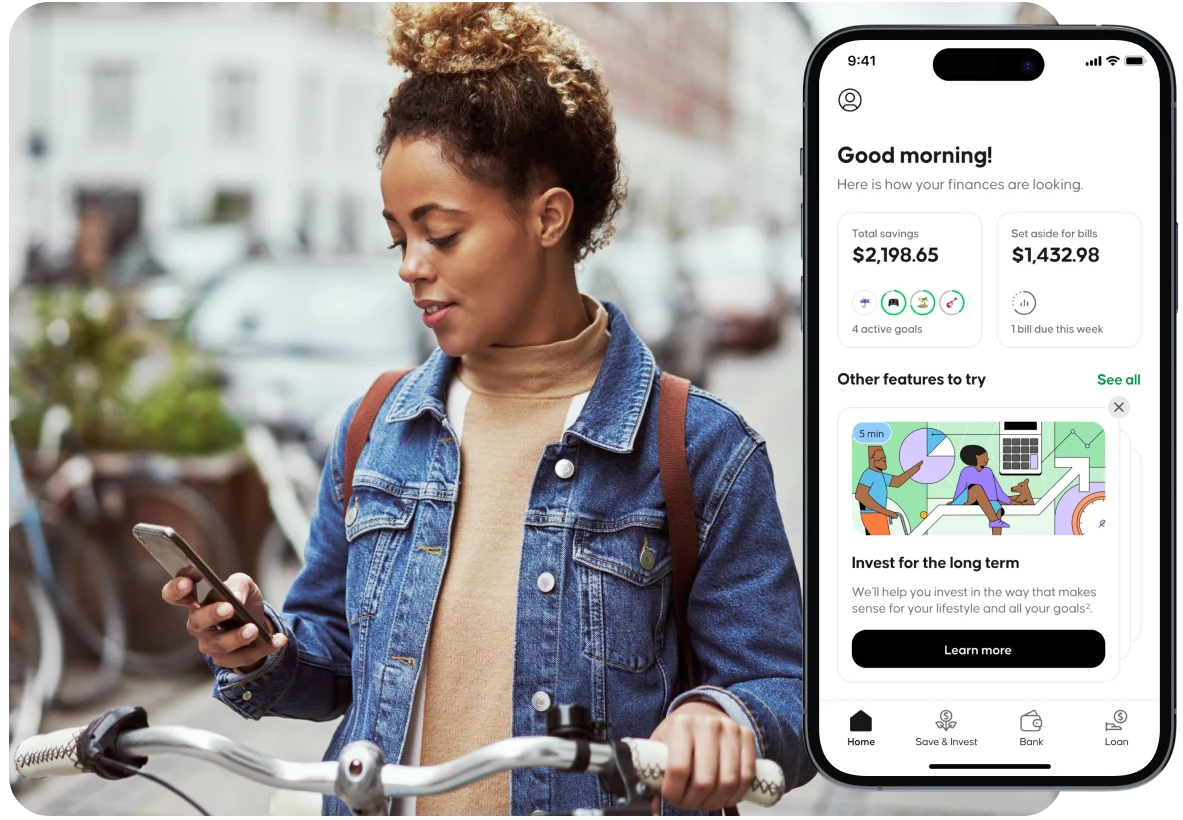 9:41
Good morning!
Here is how your finances are looking.
Total savings
$2,198.65
4 active goals
Set aside for bills
$1,432.98
1 bill due this week
Other features to try
See all
5 min
Invest for the long term
We'll help you invest in the way that makes
sense for your lifestyle and all your goals².
Learn more
Home
Save & Invest
Bank
Loan